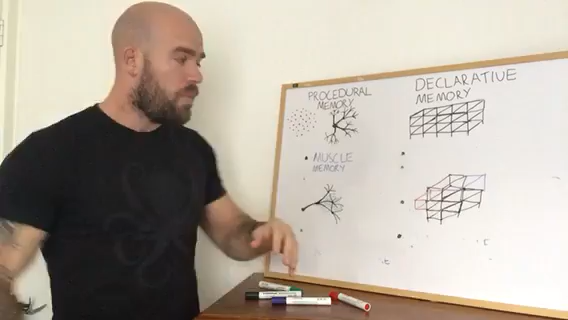 PROCEDURAL
MEMORY
MUSCLE
MEMORY
DECLARATIVE
MEMORY